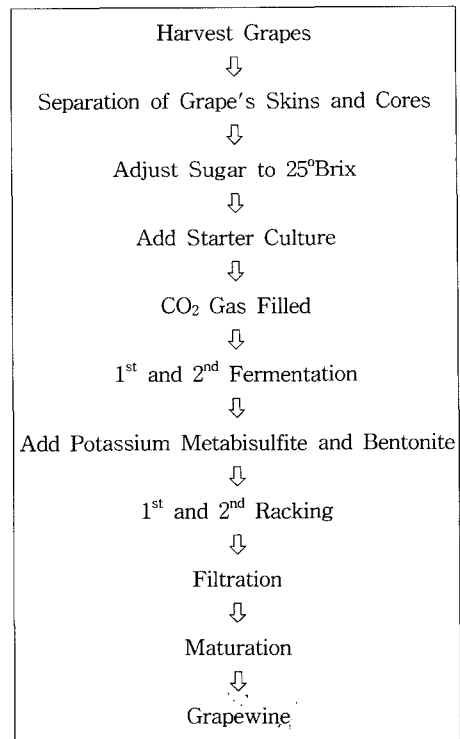 Harvest Grapes
⇩
Separation of Grape's Skins and Cores
⇩
Adjust Sugar to 25°Brix
⇩
Add Starter Culture
⇩
CO₂ Gas Filled
⇩
1st and 2nd Fermentation
⇩
Add Potassium Metabisulfite and Bentonite
⇩
1st and 2nd Racking
⇩
Filtration
⇩
Maturation
⇩
Grapewine